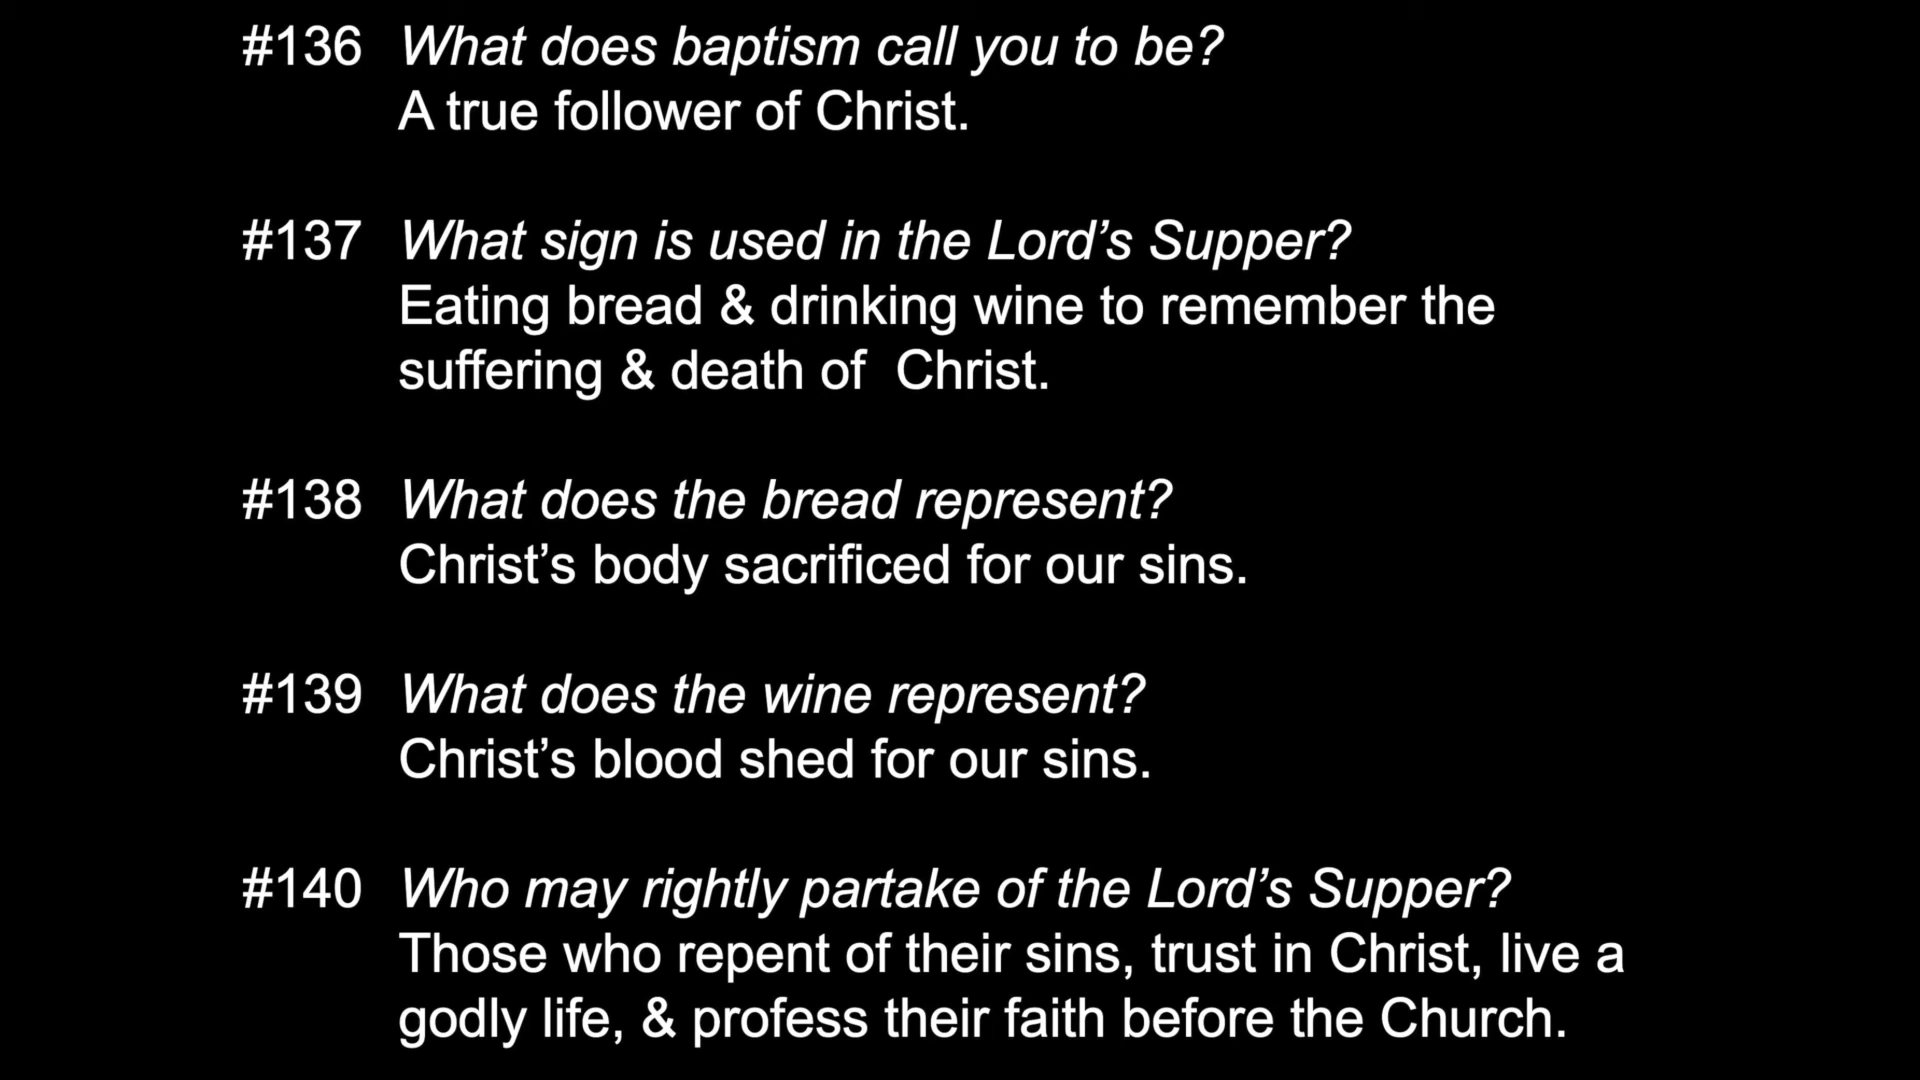 #136 What does baptism call you to be?
A true follower of Christ.
#137 What sign is used in the Lord’s Supper?
Eating bread & drinking wine to remember the
suffering & death of  Christ.
#138 What does the bread represent?
Christ’s body sacrificed for our sins.
#139 What does the wine represent?
Christ’s blood shed for our sins.
#140 Who may rightly partake of the Lord’s Supper?
Those who repent of their sins, trust in Christ, live a
godly life, & profess their faith before the Church.